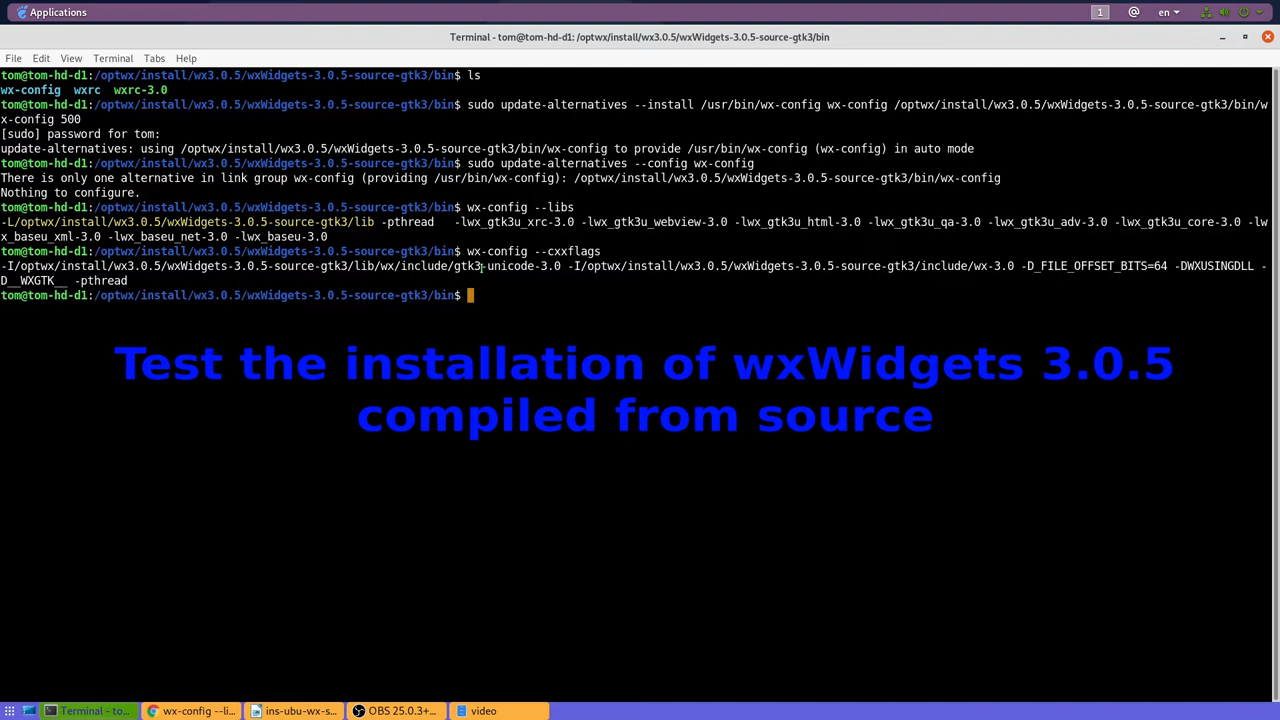 Applications
1
@
en
Terminal - tom@tom-hd-d1: /optwx/install/wx3.0.5/wxWidgets-3.0.5-source-gtk3/bin
File Edit View Terminal Tabs Help
tom@tom-hd-d1:/optwx/install/wx3.0.5/wxWidgets-3.0.5-source-gtk3/bin$ ls
wx-config wxrc wxrc-3.0
tom@tom-hd-d1:/optwx/install/wx3.0.5/wxWidgets-3.0.5-source-gtk3/bin$ sudo update-alternatives --install /usr/bin/wx-config wx-config /optwx/install/wx3.0.5/wxWidgets-3.0.5-source-gtk3/bin/w
x-config 500
[sudo] password for tom:
update-alternatives: using /optwx/install/wx3.0.5/wxWidgets-3.0.5-source-gtk3/bin/wx-config to provide /usr/bin/wx-config (wx-config) in auto mode
tom@tom-hd-d1:/optwx/install/wx3.0.5/wxWidgets-3.0.5-source-gtk3/bin$ sudo update-alternatives --config wx-config
There is only one alternative in link group wx-config (providing /usr/bin/wx-config): /optwx/install/wx3.0.5/wxWidgets-3.0.5-source-gtk3/bin/wx-config
Nothing to configure.
tom@tom-hd-d1:/optwx/install/wx3.0.5/wxWidgets-3.0.5-source-gtk3/bin$ wx-config --libs
-L/optwx/install/wx3.0.5/wxWidgets-3.0.5-source-gtk3/lib -pthread   -lwx_gtk3u_xrc-3.0 -lwx_gtk3u_webview-3.0 -lwx_gtk3u_html-3.0 -lwx_gtk3u_qa-3.0 -lwx_gtk3u_adv-3.0 -lwx_gtk3u_core-3.0 -lw
x_baseu_xml-3.0 -lwx_baseu_net-3.0 -lwx_baseu-3.0
tom@tom-hd-d1:/optwx/install/wx3.0.5/wxWidgets-3.0.5-source-gtk3/bin$ wx-config --cxxflags
-I/optwx/install/wx3.0.5/wxWidgets-3.0.5-source-gtk3/lib/wx/include/gtk3-unicode-3.0 -I/optwx/install/wx3.0.5/wxWidgets-3.0.5-source-gtk3/include/wx-3.0 -D_FILE_OFFSET_BITS=64 -DWXUSINGDLL -
D__WXGTK__ -pthread
tom@tom-hd-d1:/optwx/install/wx3.0.5/wxWidgets-3.0.5-source-gtk3/bin$
Test the installation of wxWidgets 3.0.5
compiled from source
Terminal - to...
wx-config --li...
ins-ubu-wx-s...
OBS 25.0.3+...
video